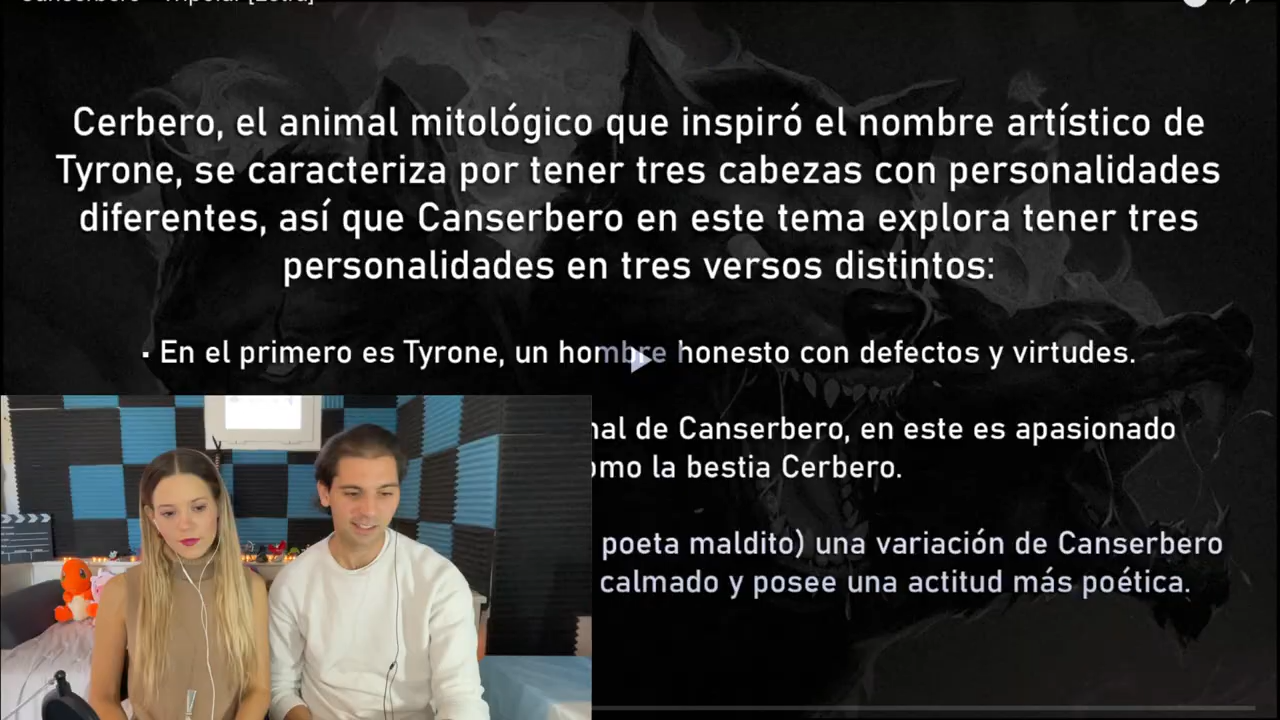 Canserbero - Tripolar [Letra]
Cerbero, el animal mitológico que inspiró el nombre artístico de
Tyrone, se caracteriza por tener tres cabezas con personalidades
diferentes, así que Canserbero en este tema explora tener tres
personalidades en tres versos distintos:
· En el primero es Tyrone, un hombre honesto con defectos y virtudes.
de Canserbero, en este es apasionado
la bestia Cerbero.
poeta maldito) una variación de Canserbero
calmado y posee una actitud más poética.